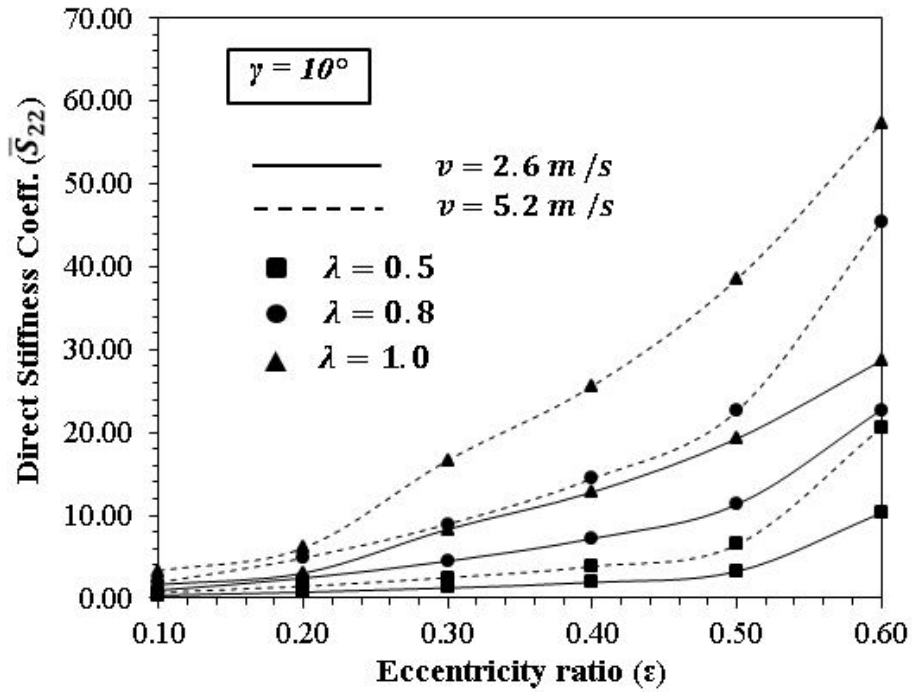 70.00
60.00
50.00
40.00
30.00
20.00
10.00
0.00
Direct Stiffness Coeff. (S̿₂₂)
γ = 10°
v = 2.6 m /s
v = 5.2 m /s
λ = 0.5
λ = 0.8
λ = 1.0
0.10 0.20 0.30 0.40 0.50 0.60
Eccentricity ratio (ε)